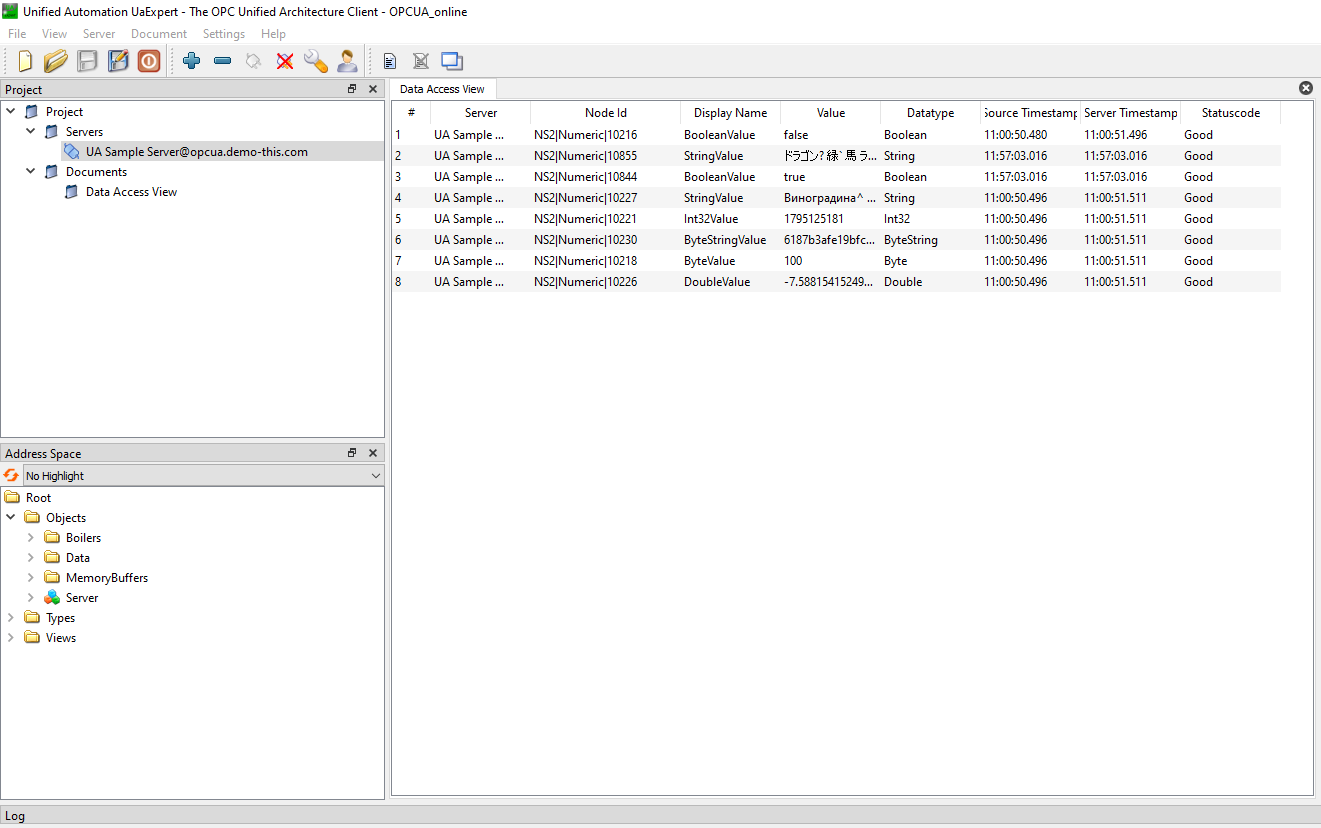 Unified Automation UaExpert - The OPC Unified Architecture Client - OPCUA_online
File View Server Document Settings Help
Project
Project
Servers
UA Sample Server@opcua.demo-this.com
Documents
Data Access View
Address Space
No Highlight
Root
Objects
Boilers
Data
MemoryBuffers
Server
Types
Views
Data Access View
# Server Node Id Display Name Value Datatype Source Timestamp Server Timestamp Statuscode
1 UA Sample ... NS2|Numeric|10216 BooleanValue false Boolean 11:00:50.480 11:00:51.496 Good
2 UA Sample ... NS2|Numeric|10855 StringValue ドラゴン? 緑` 馬 ラ... String 11:57:03.016 11:57:03.016 Good
3 UA Sample ... NS2|Numeric|10844 BooleanValue true Boolean 11:57:03.016 11:57:03.016 Good
4 UA Sample ... NS2|Numeric|10227 StringValue Виноградина^ ... String 11:00:50.496 11:00:51.511 Good
5 UA Sample ... NS2|Numeric|10221 Int32Value 1795125181 Int32 11:00:50.496 11:00:51.511 Good
6 UA Sample ... NS2|Numeric|10230 ByteStringValue 6187b3afe19bfc... ByteString 11:00:50.496 11:00:51.511 Good
7 UA Sample ... NS2|Numeric|10218 ByteValue 100 Byte 11:00:50.496 11:00:51.511 Good
8 UA Sample ... NS2|Numeric|10226 DoubleValue -7.58815415249... Double 11:00:50.496 11:00:51.511 Good
Log